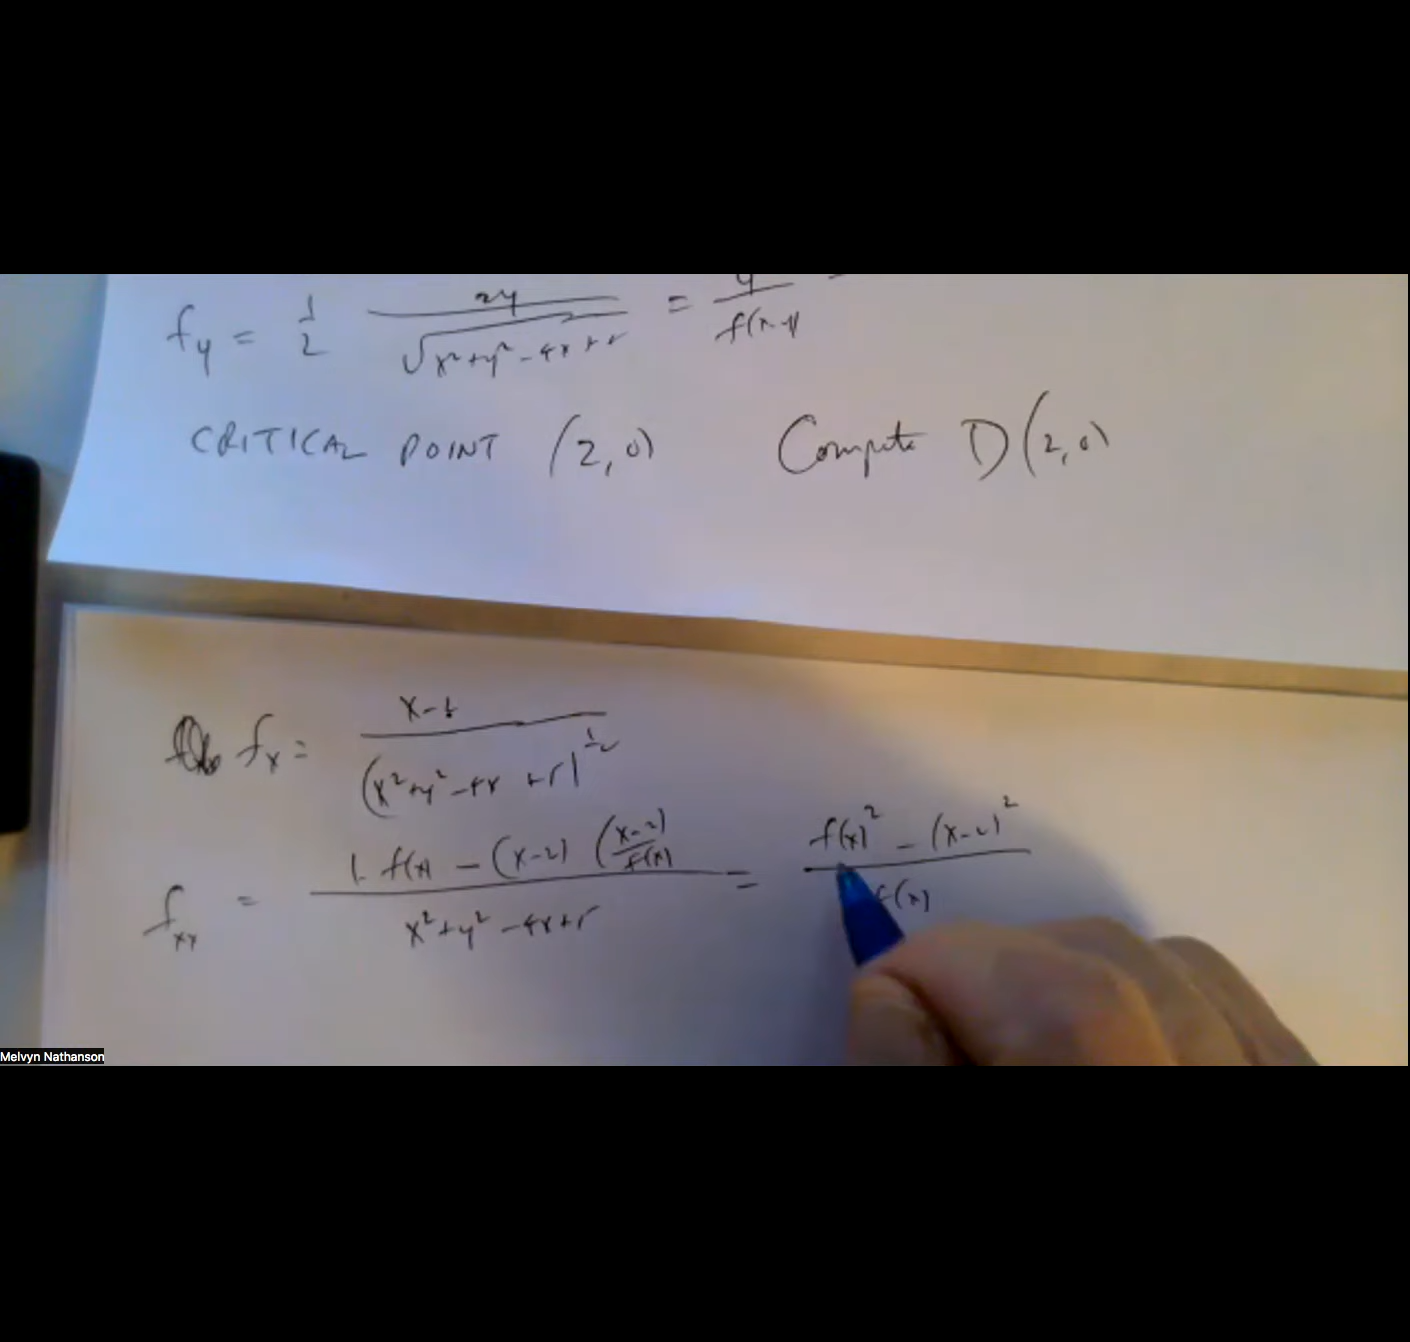 f_y = 1/2 2y/√(x²+y²-4x+5) = y/f(x,y) =
CRITICAL POINT (2,0) Compute D(2,0)
f_x = x-2/(x²+y²-4x+5)^{1/2}
f_xx = 1·f(x) - (x-2)((x-2)/f(x))/x²+y²-4x+5 = f(x)² - (x-2)²/f(x)
Melvyn Nathanson